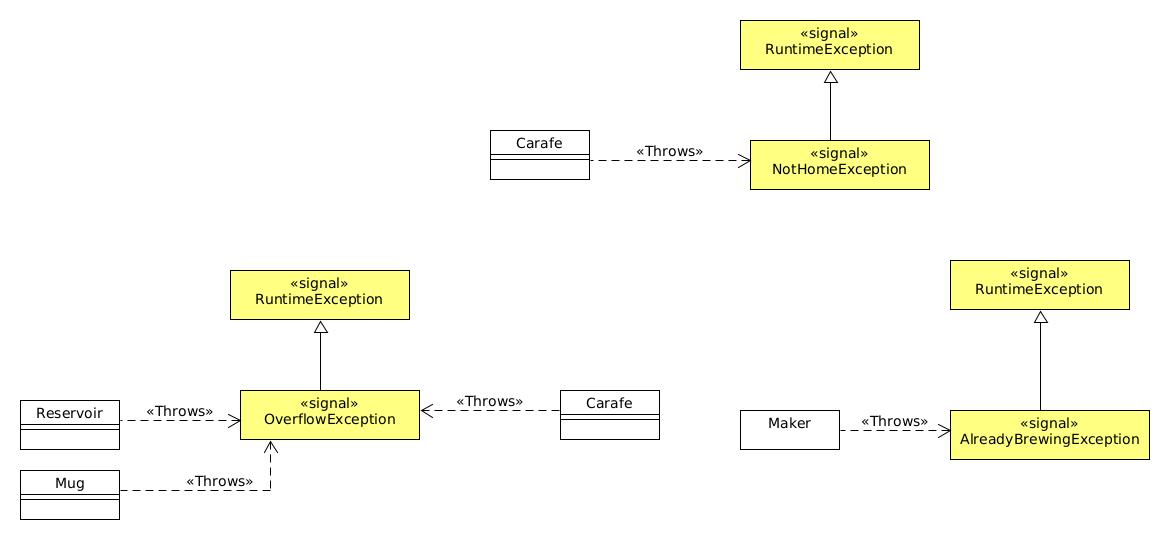 «signal»
RuntimeException
Carafe
«Throws»
«signal»
NotHomeException
«signal»
RuntimeException
«signal»
RuntimeException
Reservoir
«Throws»
«signal»
OverflowException
«Throws»
Carafe
Mug
«Throws»
Maker
«Throws»
«signal»
AlreadyBrewingException